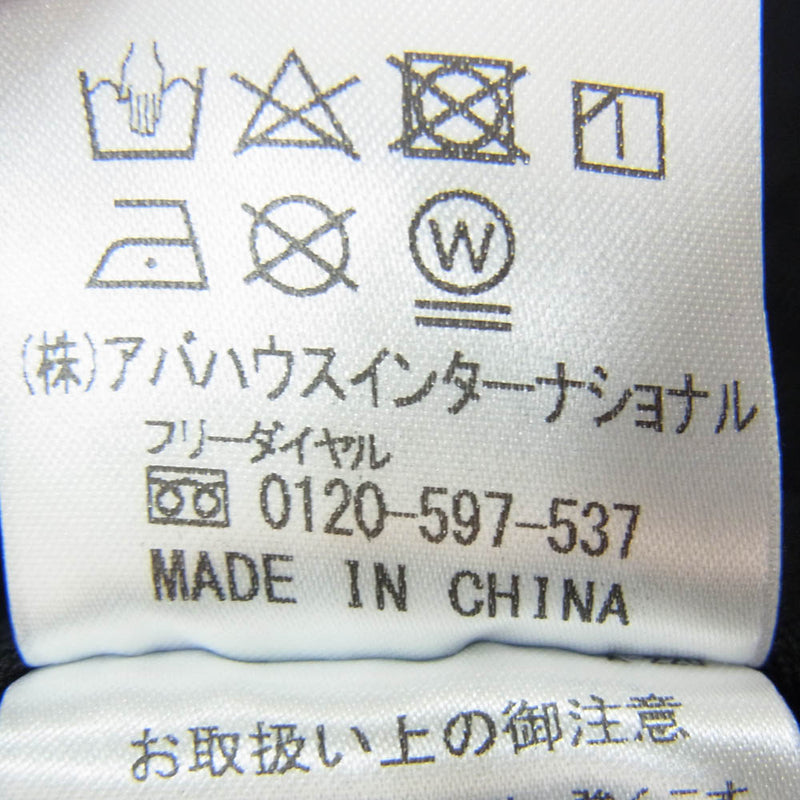 W
(株)アバハウスインターナショナル
フリーダイヤル
0120-597-537
MADE IN CHINA
お取扱い上の御注意